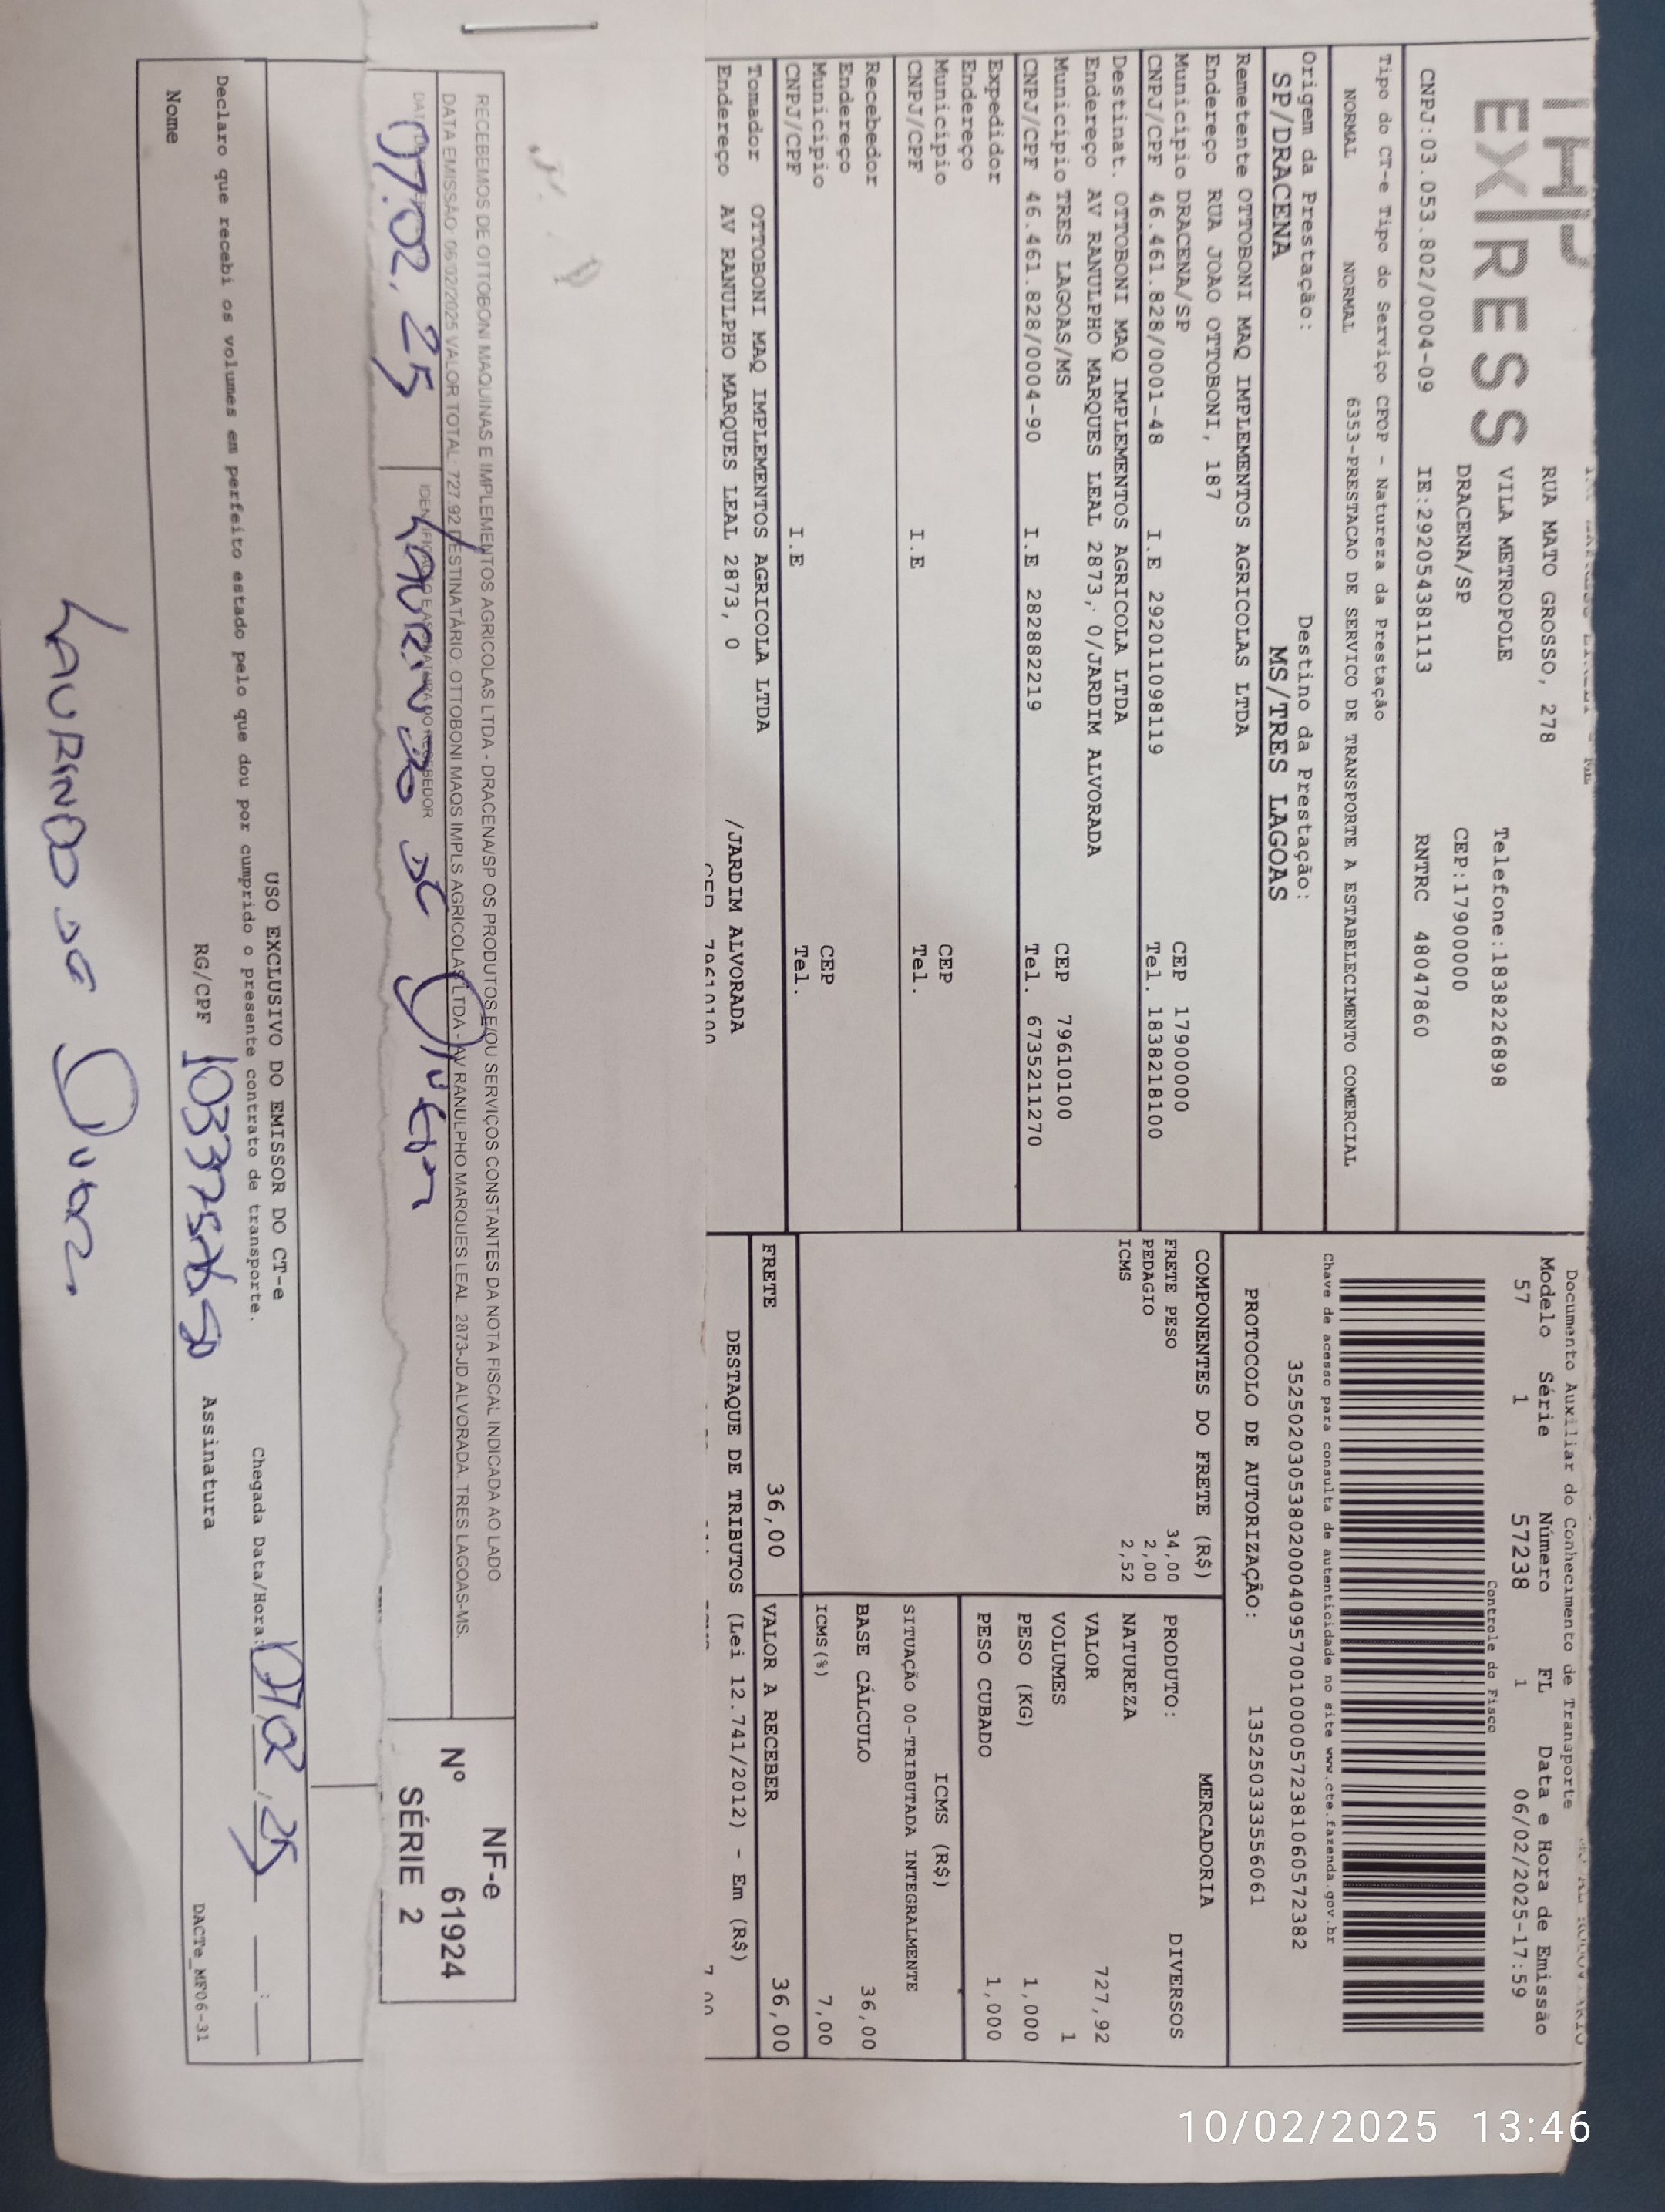 EXPRESS
RUA MATO GROSSO, 278
VILA METROPOLE Telefone:1838226898
DRACENA/SP CEP:17900000
CNPJ:03.053.802/0004-09 IE:292054381113 RNTRC 48047860
Documento Auxiliar do Conhecimento de Transporte
Modelo Série Número FL Data e Hora de Emissão
57 1 57238 1 06/02/2025-17:59
Controle do Fisco
Tipo do CT-e Tipo do Serviço CFOP - Natureza da Prestação
NORMAL NORMAL 6353-PRESTACAO DE SERVICO DE TRANSPORTE A ESTABELECIMENTO COMERCIAL
Chave de acesso para consulta de autenticidade no site www.cte.fazenda.gov.br
35250203053802000409570010000572381060572382
Origem da Prestação: Destino da Prestação:
SP/DRACENA MS/TRES LAGOAS
PROTOCOLO DE AUTORIZAÇÃO: 135250333556061
Remetente OTTOBONI MAQ IMPLEMENTOS AGRICOLAS LTDA
Endereço RUA JOAO OTTOBONI, 187
Municipio DRACENA/SP CEP 17900000
CNPJ/CPF 46.461.828/0001-48 I.E 292011098119 Tel. 1838218100
Destinat. OTTOBONI MAQ IMPLEMENTOS AGRICOLA LTDA
Endereço AV RANULPHO MARQUES LEAL 2873, 0/JARDIM ALVORADA
Municipio TRES LAGOAS/MS CEP 79610100
CNPJ/CPF 46.461.828/0004-90 I.E 282882219 Tel. 6735211270
Expedidor
Endereço
Municipio CEP
CNPJ/CPF I.E Tel.
Recebedor
Endereço
Municipio CEP
CNPJ/CPF I.E Tel.
Tomador OTTOBONI MAQ IMPLEMENTOS AGRICOLA LTDA
Endereço AV RANULPHO MARQUES LEAL 2873, 0 /JARDIM ALVORADA
COMPONENTES DO FRETE (R$)
FRETE PESO 34,00
PEDAGIO 2,00
ICMS 2,52
MERCADORIA
PRODUTO: DIVERSOS
NATUREZA
VALOR 727,92
VOLUMES 1
PESO (KG) 1,000
PESO CUBADO 1,000
ICMS (R$)
SITUAÇÃO 00-TRIBUTADA INTEGRALMENTE
BASE CÁLCULO 36,00
ICMS(%) 7,00
FRETE 36,00 VALOR A RECEBER 36,00
DESTAQUE DE TRIBUTOS (Lei 12.741/2012) - Em (R$)
RECEBEMOS DE OTTOBONI MAQUINAS E IMPLEMENTOS AGRICOLAS LTDA - DRACENA/SP OS PRODUTOS E/OU SERVIÇOS CONSTANTES DA NOTA FISCAL INDICADA AO LADO
DATA EMISSÃO: 06/02/2025 VALOR TOTAL: 727.92 DESTINATÁRIO: OTTOBONI MAQS IMPLS AGRICOLAS LTDA - AV RANULPHO MARQUES LEAL 2873-JD ALVORADA. TRES LAGOAS-MS.
IDENTIFICAÇÃO E ASSINATURA DO RECEBEDOR
07.02.25 LAURINDO DE
NF-e
Nº 61924
SÉRIE 2
USO EXCLUSIVO DO EMISSOR DO CT-e
Declaro que recebi os volumes em perfeito estado pelo que dou por cumprido o presente contrato de transporte. Chegada Data/Hora:
Nome RG/CPF Assinatura
DACTe_MF06-31
LAURINDO DE
10/02/2025 13:46